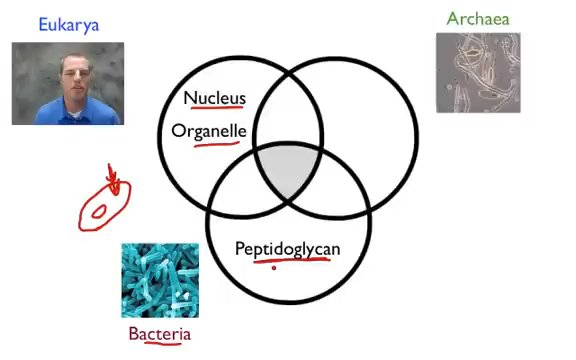 Eukarya
Archaea
Nucleus
Organelle
Peptidoglycan
Bacteria